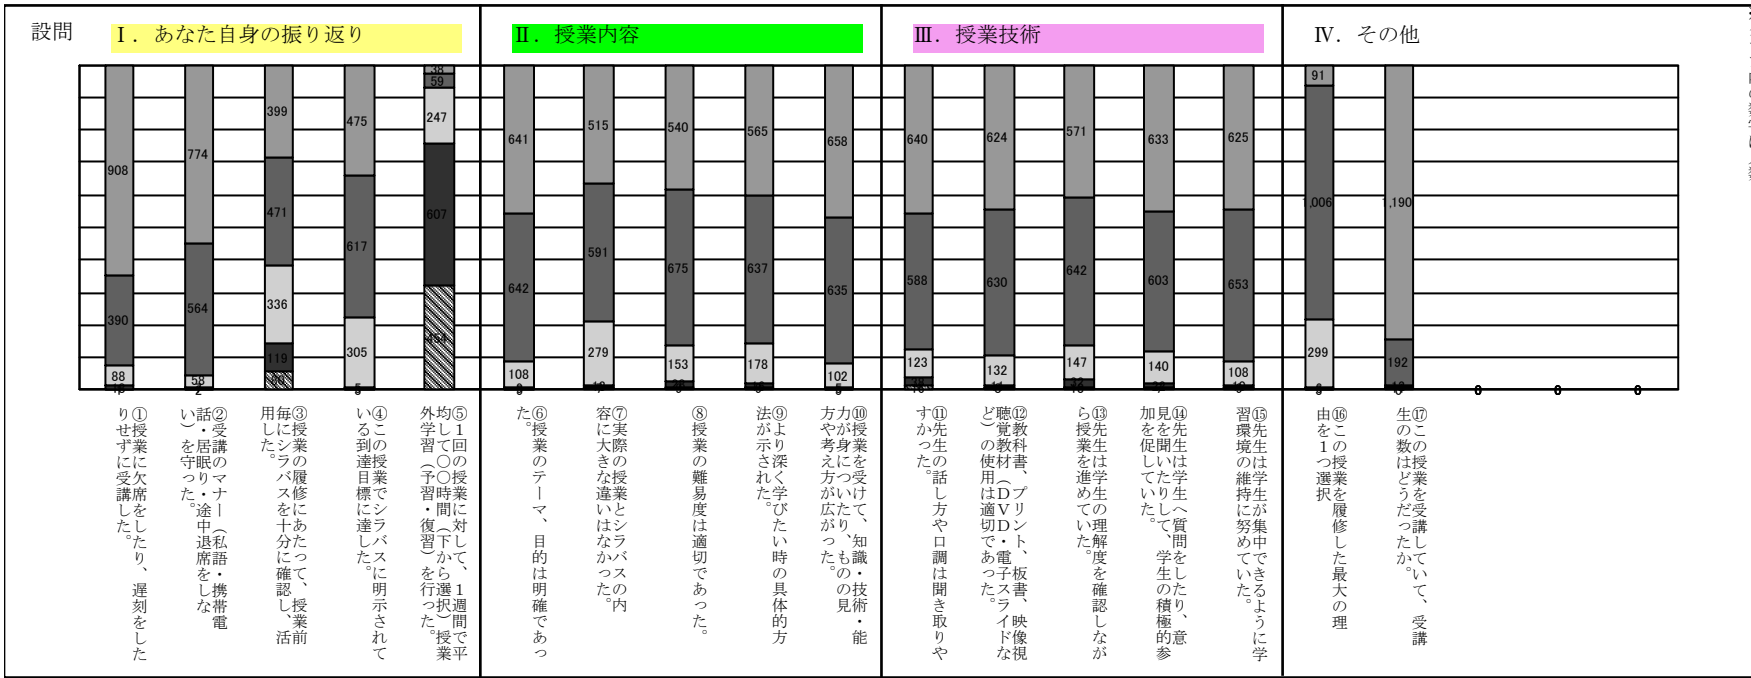 設問
Ⅰ．あなた自身の振り返り
Ⅱ．授業内容
Ⅲ．授業技術
Ⅳ．その他
908
390
88
774
564
58
2
399
471
336
119
80
475
617
305
5
38
59
247
607
454
641
642
108
515
591
279
540
675
153
565
637
178
658
635
102
5
640
588
123
624
630
132
571
642
147
633
603
140
625
653
108
91
1,006
299
1,190
192
①授業に欠席をしたり、遅刻をした
りせずに受講した。
②受講のマナー（私語・携帯電
話・居眠り・途中退席をしな
い）を守った。
③授業の履修にあたって、授業前
毎にシラバスを十分に確認し、活
用した。
④この授業でシラバスに明示されて
いる到達目標に達した。
⑤１回の授業に対して、１週間で平
均して〇〇時間（下から選択）授業
外学習（予習・復習）を行った。
⑥授業のテーマ、目的は明確であっ
た。
⑦実際の授業とシラバスの内
容に大きな違いはなかった。
⑧授業の難易度は適切であった。
⑨より深く学びたい時の具体的方
法が示された。
⑩授業を受けて、知識・技術・能
力が身についたり、ものの見
方や考え方が広がった。
⑪先生の話し方や口調は聞き取りや
すかった。
⑫教科書、プリント、板書、映像視
聴覚教材（ＤＶＤ・電子スライドな
ど）の使用は適切であった。
⑬先生は学生の理解度を確認しなが
ら授業を進めていた。
⑭先生は学生へ質問をしたり、意
見を聞いたりして、学生の積極的参
加を促していた。
⑮先生は学生が集中できるように学
習環境の維持に努めていた。
⑯この授業を履修した最大の理
由を１つ選択
⑰この授業を受講していて、受講
生の数はどうだったか。